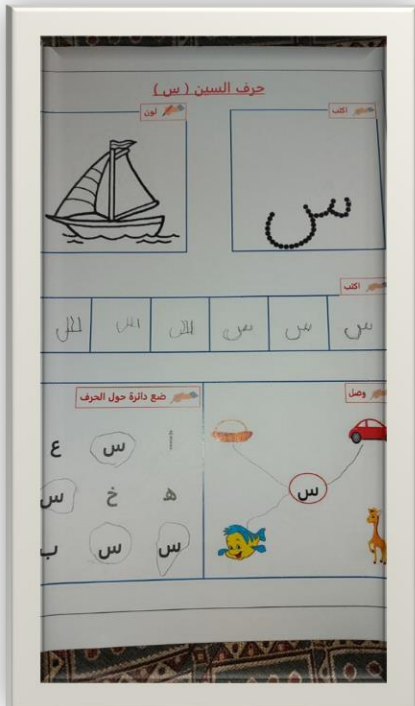 حرف السين ( س )
اكتب
لون
س
اكتب
س س س
وصل
ضع دائرة حول الحرف
س
س ع
ه خ س
س س ب